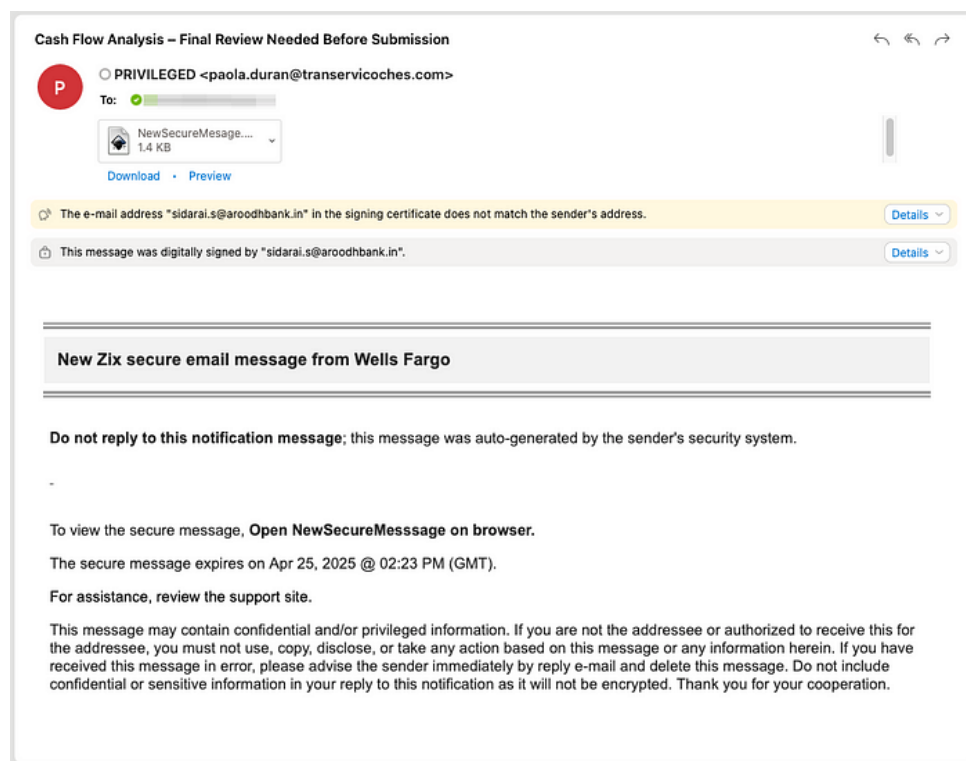 Cash Flow Analysis – Final Review Needed Before Submission
P
PRIVILEGED <paola.duran@transervicoches.com>
To:
NewSecureMesage....
1.4 KB
Download • Preview
The e-mail address "sidarai.s@aroodhbank.in" in the signing certificate does not match the sender's address.
Details
This message was digitally signed by "sidarai.s@aroodhbank.in".
Details
New Zix secure email message from Wells Fargo
Do not reply to this notification message; this message was auto-generated by the sender's security system.
-
To view the secure message, Open NewSecureMesssage on browser.
The secure message expires on Apr 25, 2025 @ 02:23 PM (GMT).
For assistance, review the support site.
This message may contain confidential and/or privileged information. If you are not the addressee or authorized to receive this for
the addressee, you must not use, copy, disclose, or take any action based on this message or any information herein. If you have
received this message in error, please advise the sender immediately by reply e-mail and delete this message. Do not include
confidential or sensitive information in your reply to this notification as it will not be encrypted. Thank you for your cooperation.